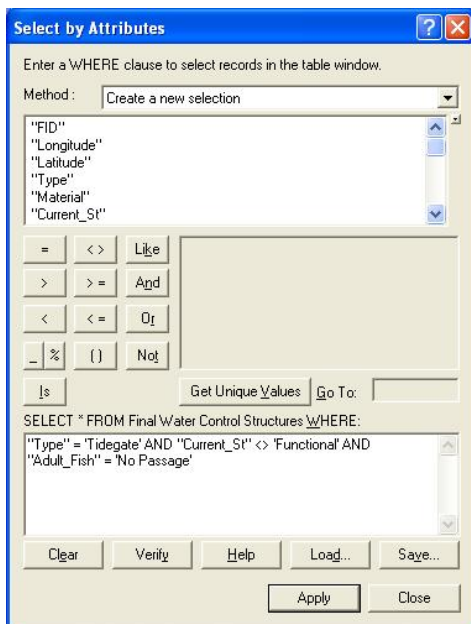 Select by Attributes
Enter a WHERE clause to select records in the table window.
Method : Create a new selection
"FID"
"Longitude"
"Latitude"
"Type"
"Material"
"Current_St"
= <> Like
> > = And
< < = Or
_ % ( ) Not
Is Get Unique Values Go To:
SELECT * FROM Final Water Control Structures WHERE:
"Type" = 'Tidegate' AND "Current_St" <> 'Functional' AND
"Adult_Fish" = 'No Passage'
Clear Verify Help Load... Save...
Apply Close